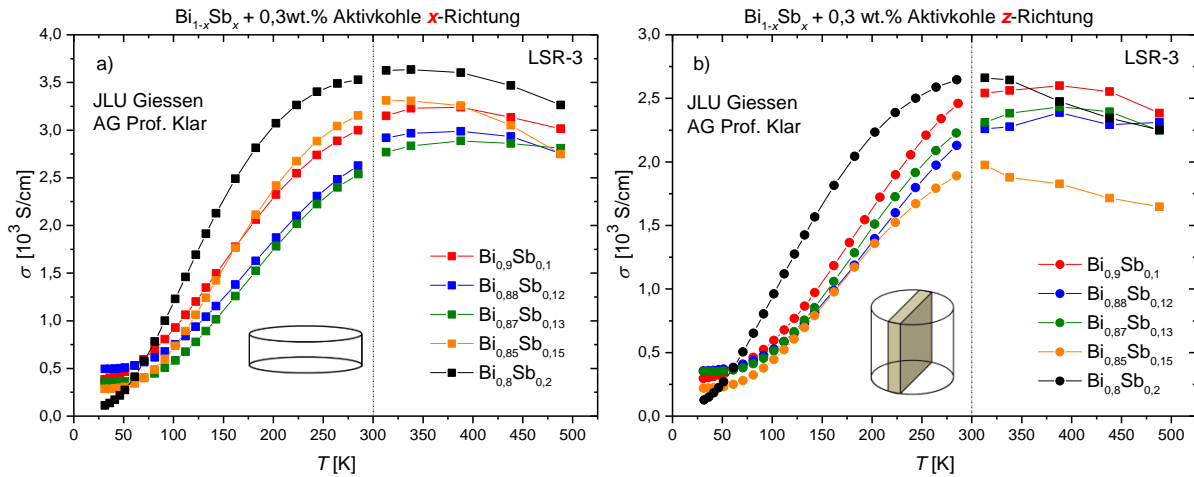 Bi1-xSbx + 0,3wt.% Aktivkohle x-Richtung
a)
LSR-3
JLU Giessen
AG Prof. Klar
σ [10³ S/cm]
4,0
3,5
3,0
2,5
2,0
1,5
1,0
0,5
0,0
Bi0,9Sb0,1
Bi0,88Sb0,12
Bi0,87Sb0,13
Bi0,85Sb0,15
Bi0,8Sb0,2
0 50 100 150 200 250 300 350 400 450 500
T [K]
Bi1-xSbx + 0,3 wt.% Aktivkohle z-Richtung
b)
LSR-3
JLU Giessen
AG Prof. Klar
σ [10³ S/cm]
3,0
2,5
2,0
1,5
1,0
0,5
0,0
Bi0,9Sb0,1
Bi0,88Sb0,12
Bi0,87Sb0,13
Bi0,85Sb0,15
Bi0,8Sb0,2
0 50 100 150 200 250 300 350 400 450 500
T [K]